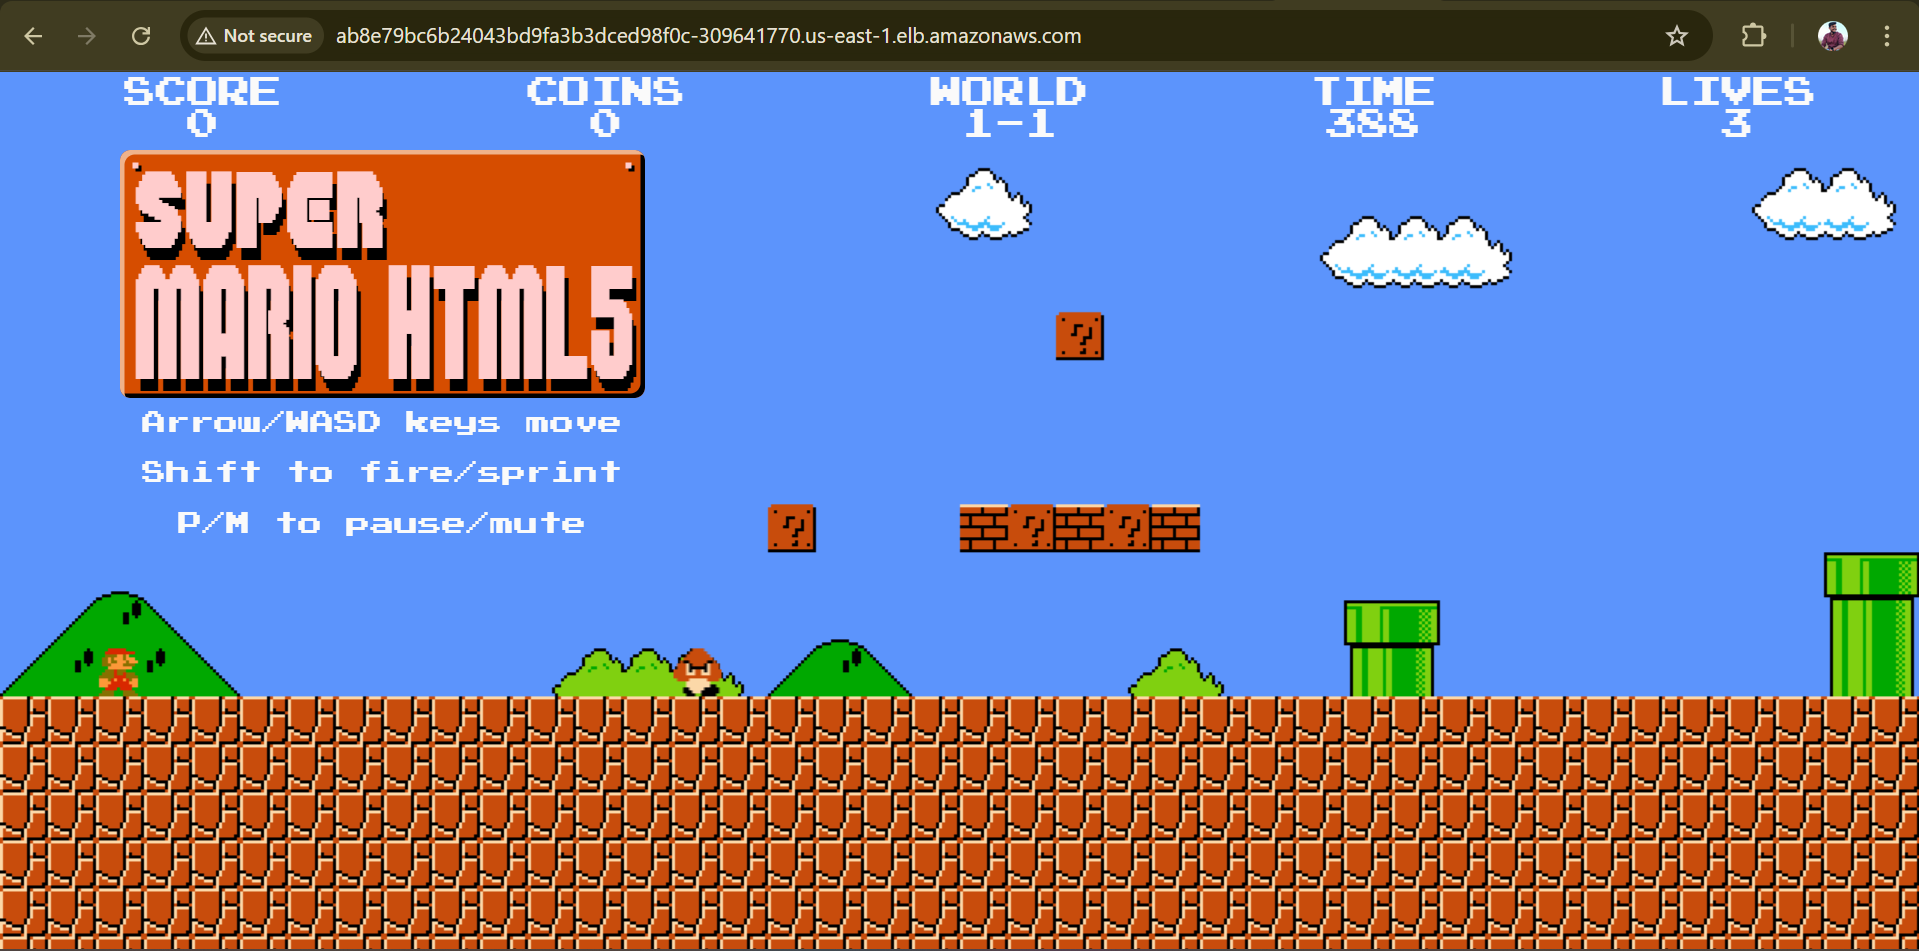 Not secure ab8e79bc6b24043bd9fa3b3dced98f0c-309641770.us-east-1.elb.amazonaws.com
SCORE COINS WORLD TIME LIVES
0 0 1-1 388 3
SUPER
MARIO HTML5
Arrow/WASD keys move
Shift to fire/sprint
P/M to pause/mute
? 
?
? ?